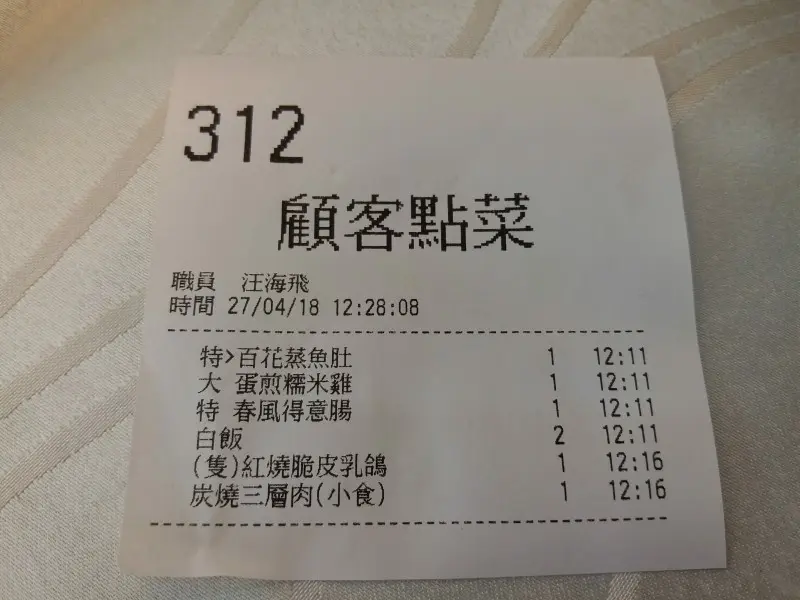 312
顧客點菜
職員 汪海飛
時間 27/04/18 12:28:08
特>百花蒸魚肚 1 12:11
大 蛋煎糯米雞 1 12:11
特 春風得意腸 1 12:11
白飯 2 12:11
(隻)紅燒脆皮乳鴿 1 12:16
炭燒三層肉(小食) 1 12:16